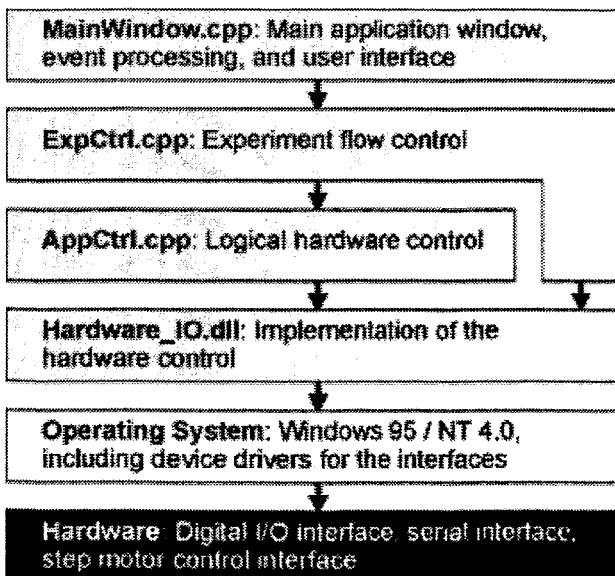 MainWindow.cpp: Main application window,
event processing, and user interface
ExpCtrl.cpp: Experiment flow control
AppCtrl.cpp: Logical hardware control
Hardware_IO.dll: Implementation of the
hardware control
Operating System: Windows 95 / NT 4.0,
including device drivers for the interfaces
Hardware: Digital I/O interface, serial interface,
step motor control interface